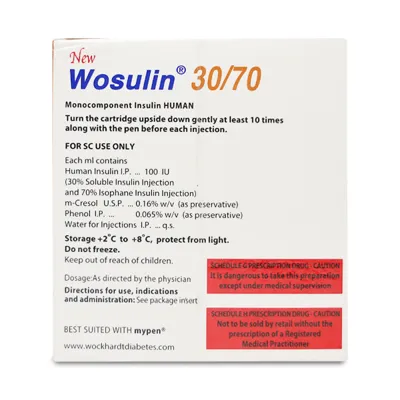 New
Wosulin® 30/70
Monocomponent Insulin HUMAN
Turn the cartridge upside down gently at least 10 times
along with the pen before each injection.
FOR SC USE ONLY
Each ml contains
Human Insulin I.P. ... 100 IU
(30% Soluble Insulin Injection
and 70% Isophane Insulin Injection)
m-Cresol U.S.P. ... 0.16% w/v (as preservative)
Phenol I.P. ... 0.065% w/v (as preservative)
Water for Injections I.P. ... q.s.
Storage +2°C to +8°C, protect from light.
Do not freeze.
Keep out of reach of children.
Dosage:As directed by the physician
Directions for use, indications
and administration: See package insert
BEST SUITED WITH mypen®
www.wockhardtdiabetes.com
SCHEDULE G PRESCRIPTION DRUG - CAUTION
It is dangerous to take this preparation
except under medical supervision
SCHEDULE H PRESCRIPTION DRUG - CAUTION
Not to be sold by retail without the
prescription of a Registered
Medical Practitioner